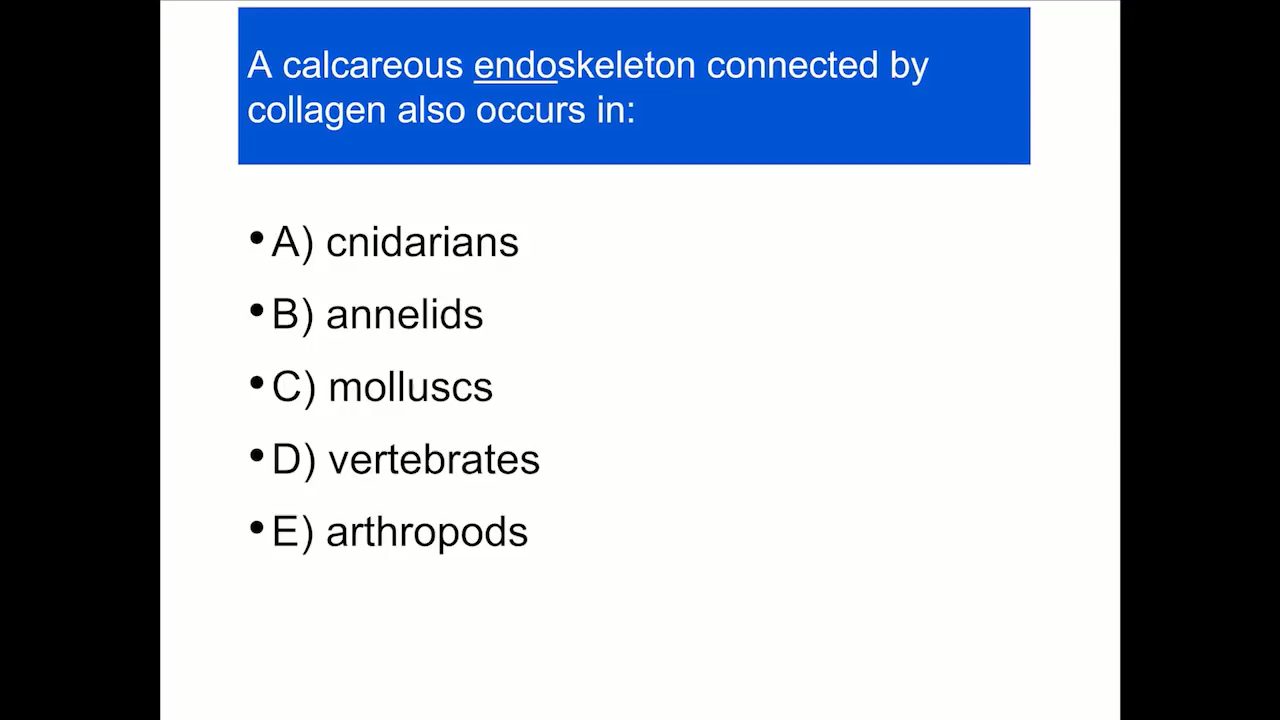 A calcareous endoskeleton connected by
collagen also occurs in:
•A) cnidarians
•B) annelids
•C) molluscs
•D) vertebrates
•E) arthropods